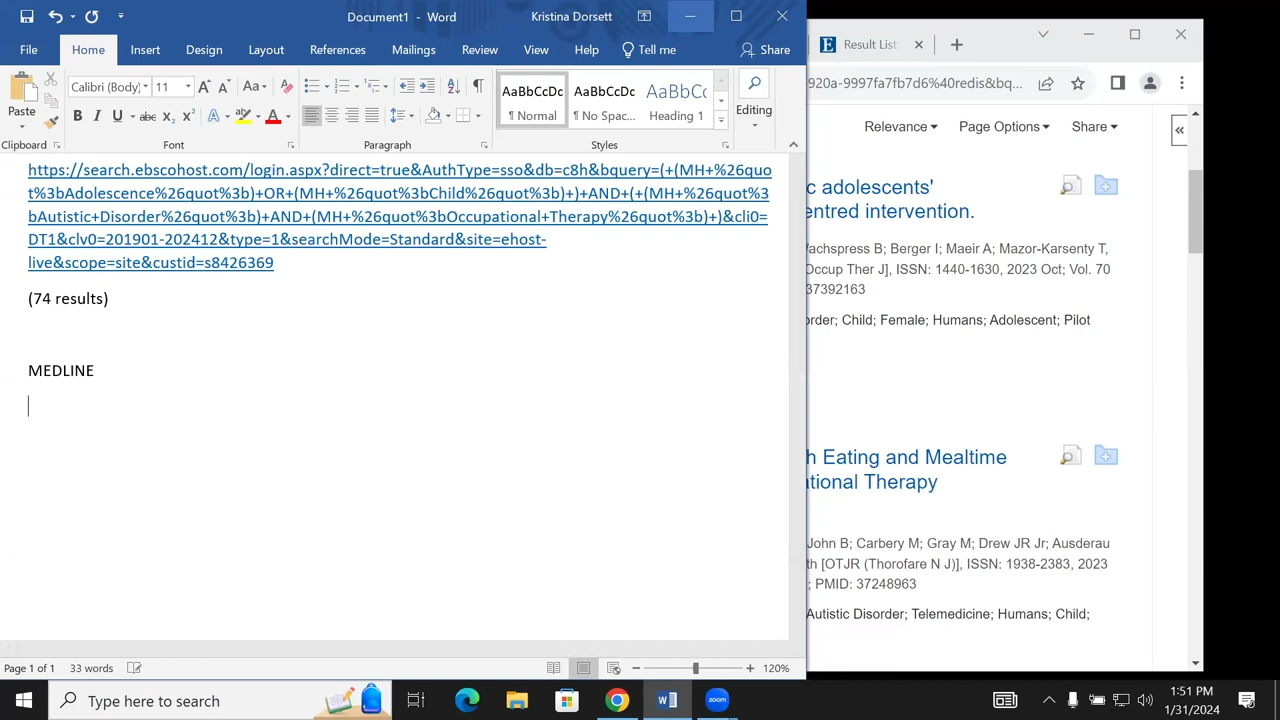 Document1 - Word
Kristina Dorsett
File Home Insert Design Layout References Mailings Review View Help Tell me Share
Paste
Calibri (Body) 11
Clipboard
Font
Paragraph
AaBbCcDc AaBbCcDc AaBbCc
¶ Normal ¶ No Spac... Heading 1
Styles
Editing
https://search.ebscohost.com/login.aspx?direct=true&AuthType=sso&db=c8h&bquery=(+(MH+%26quo
t%3bAdolescence%26quot%3b)+OR+(MH+%26quot%3bChild%26quot%3b)+)+AND+(+(MH+%26quot%3
bAutistic+Disorder%26quot%3b)+AND+(MH+%26quot%3bOccupational+Therapy%26quot%3b)+)&cli0=
DT1&clv0=201901-202412&type=1&searchMode=Standard&site=ehost-
live&scope=site&custid=s8426369
(74 results)
MEDLINE
Page 1 of 1 33 words
120%
Result List:
920a-9997fa7fb7d6%40redis&bq...
Relevance Page Options Share
c adolescents'
entred intervention.
Wachspress B; Berger I; Maeir A; Mazor-Karsenty T,
Occup Ther J], ISSN: 1440-1630, 2023 Oct; Vol. 70
37392163
order; Child; Female; Humans; Adolescent; Pilot
h Eating and Mealtime
ational Therapy
John B; Carbery M; Gray M; Drew JR Jr; Ausderau
th [OTJR (Thorofare N J)], ISSN: 1938-2383, 2023
; PMID: 37248963
Autistic Disorder; Telemedicine; Humans; Child;
Type here to search
zoom
1:51 PM
1/31/2024